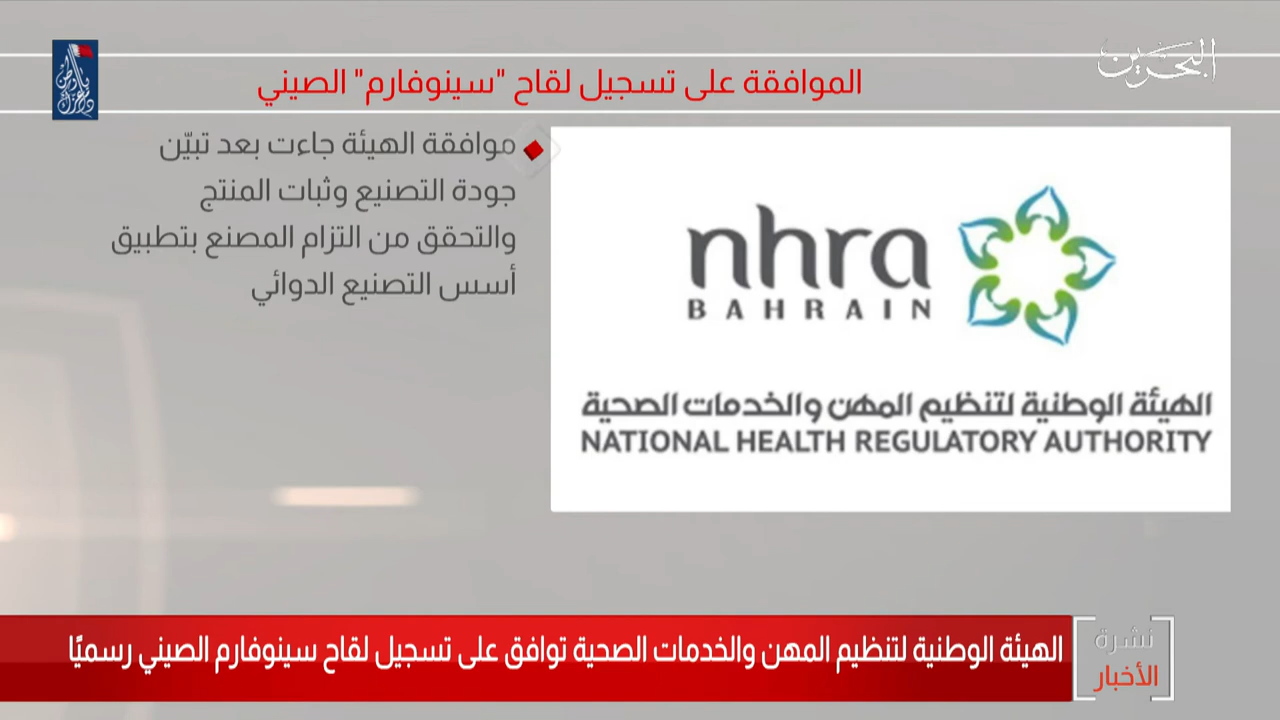 البحرين
الموافقة على تسجيل لقاح "سينوفارم" الصيني
موافقة الهيئة جاءت بعد تبيّن
جودة التصنيع وثبات المنتج
والتحقق من التزام المصنع بتطبيق
أسس التصنيع الدوائي
nhra
BAHRAIN
الهيئة الوطنية لتنظيم المهن والخدمات الصحية
NATIONAL HEALTH REGULATORY AUTHORITY
نشرة
الأخبار
الهيئة الوطنية لتنظيم المهن والخدمات الصحية توافق على تسجيل لقاح سينوفارم الصيني رسميًا